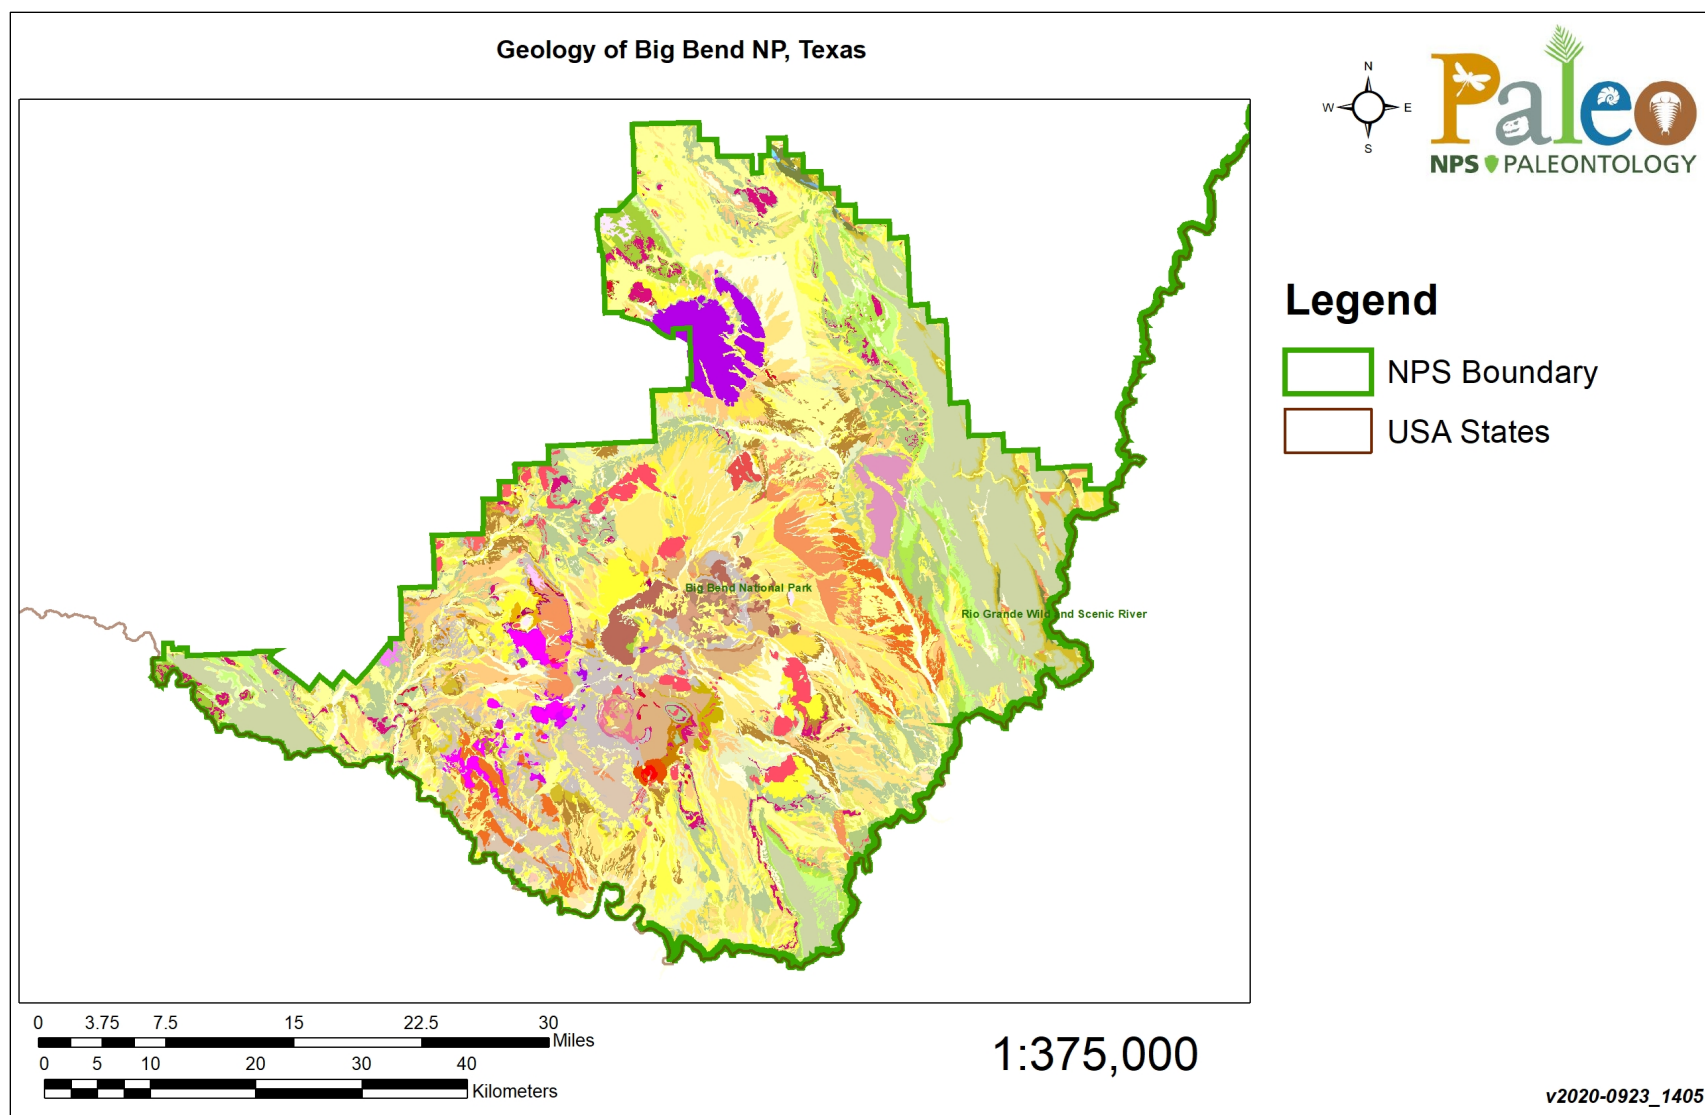 Geology of Big Bend NP, Texas
N
W E
S
Paleo
NPS PALEONTOLOGY
Legend
NPS Boundary
USA States
Big Bend National Park
Rio Grande Wild and Scenic River
0 3.75 7.5 15 22.5 30
Miles
0 5 10 20 30 40
Kilometers
1:375,000
v2020-0923_1405